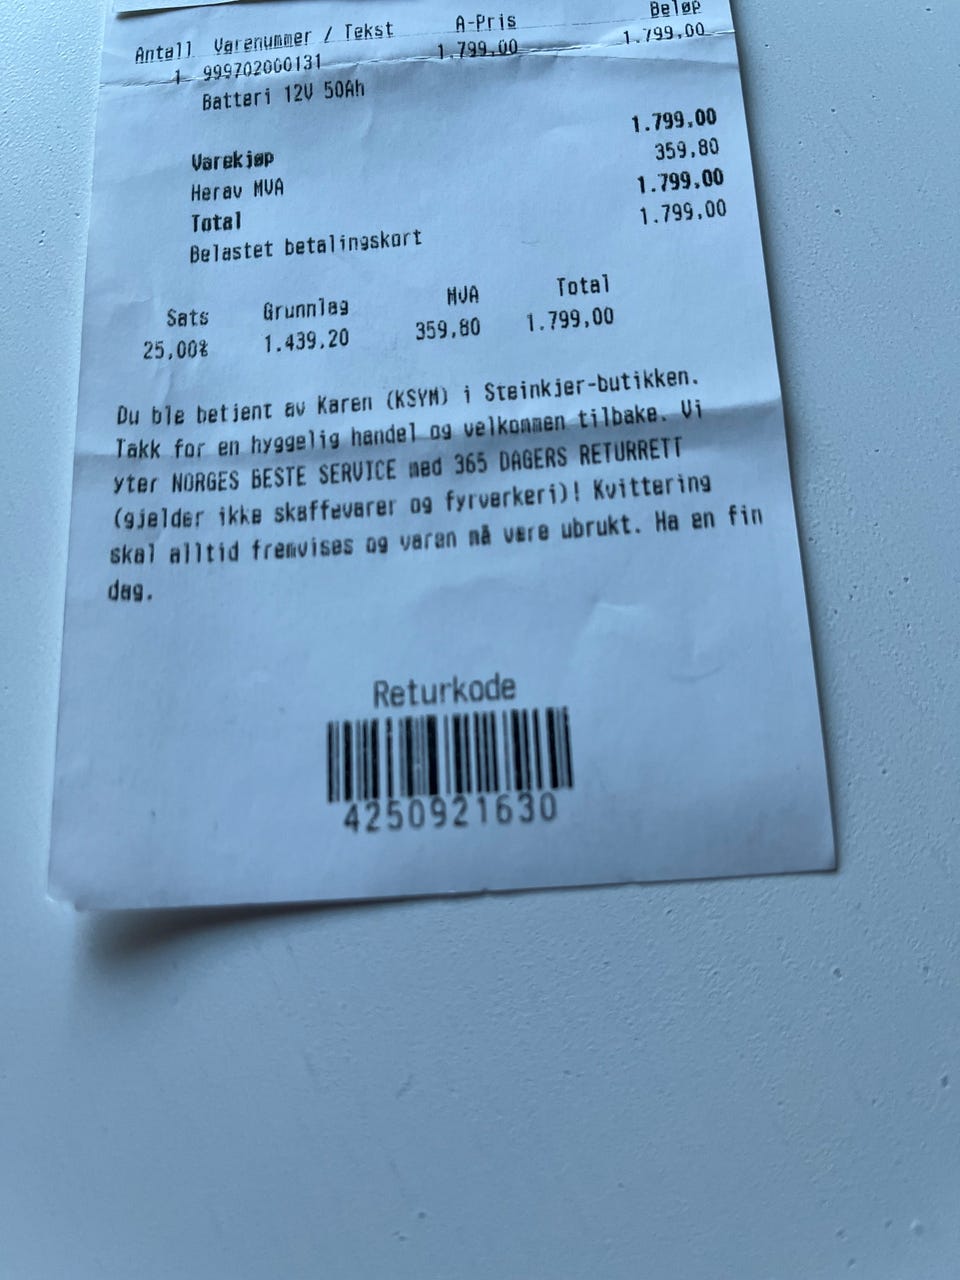 Antall Varenummer / Tekst A-Pris Beløp
1 999702000131 1.799,00 1.799,00
Batteri 12V 50Ah
Varekjøp 1.799,00
Herav MVA 359,80
Total 1.799,00
Belastet betalingskort 1.799,00
Sats Grunnlag MVA Total
25,00% 1.439,20 359,80 1.799,00
Du ble betjent av Karen (KSYM) i Steinkjer-butikken.
Takk for en hyggelig handel og velkommen tilbake. Vi
yter NORGES BESTE SERVICE med 365 DAGERS RETURRETT
(gjelder ikke skaffevarer og fyrverkeri)! Kvittering
skal alltid fremvises og varen må være ubrukt. Ha en fin
dag.
Returkode
4250921630